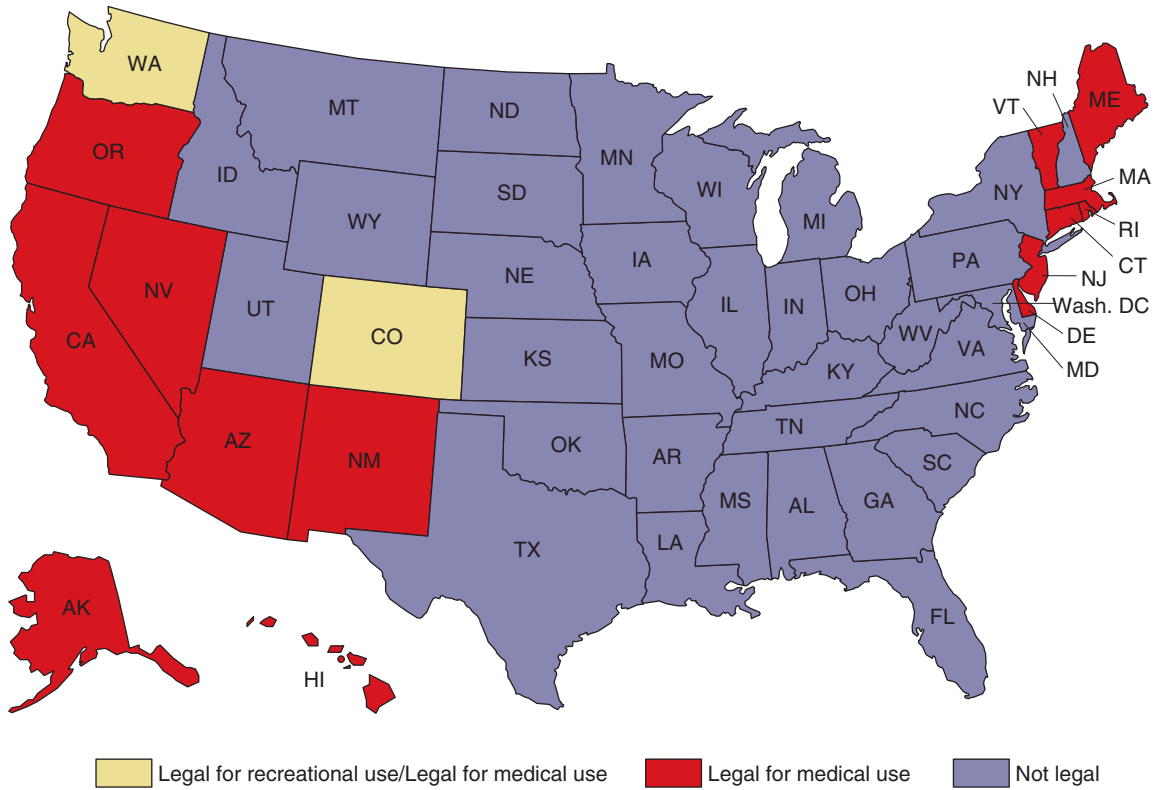 WA
MT
ND
MN
OR
ID
SD
WI
MI
NY
VT
NH
ME
MA
RI
CT
NJ
Wash. DC
DE
MD
WY
IA
PA
NE
NV
UT
IL
IN
OH
CA
CO
KS
MO
WV
VA
KY
NC
AZ
NM
OK
TN
AR
SC
MS
AL
GA
TX
LA
FL
AK
HI
Legal for recreational use/Legal for medical use
Legal for medical use
Not legal